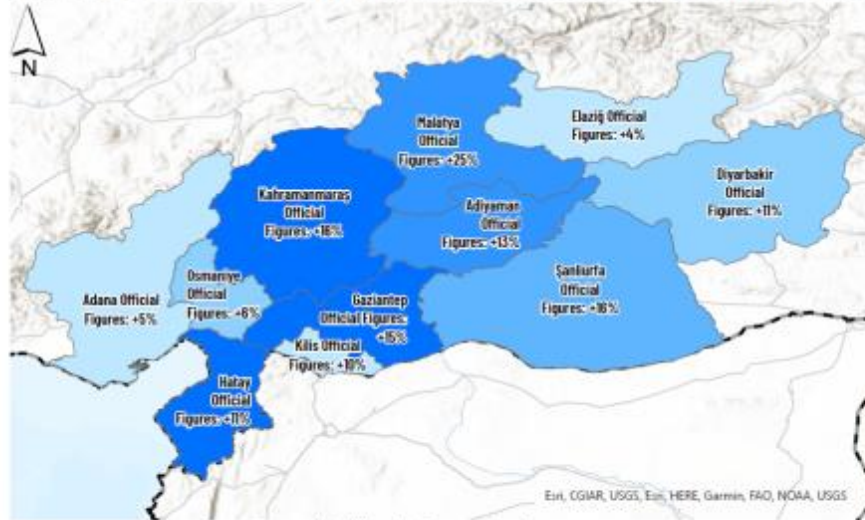 N
Malatya
Official
Figures: +25%
Elaziğ Official
Figures: +4%
Diyarbakir
Official
Figures: +11%
Kahramanmaraş
Official
Figures: +16%
Adiyaman
Official
Figures: +13%
Şanliurfa
Official
Figures: +16%
Osmaniye
Official
Figures: +6%
Adana Official
Figures: +5%
Gaziantep
Official Figures:
+15%
Kilis Official
Figures: +10%
Hatay
Official
Figures: +11%
Esri, CGIAR, USGS, Esri, HERE, Garmin, FAO, NOAA, USGS